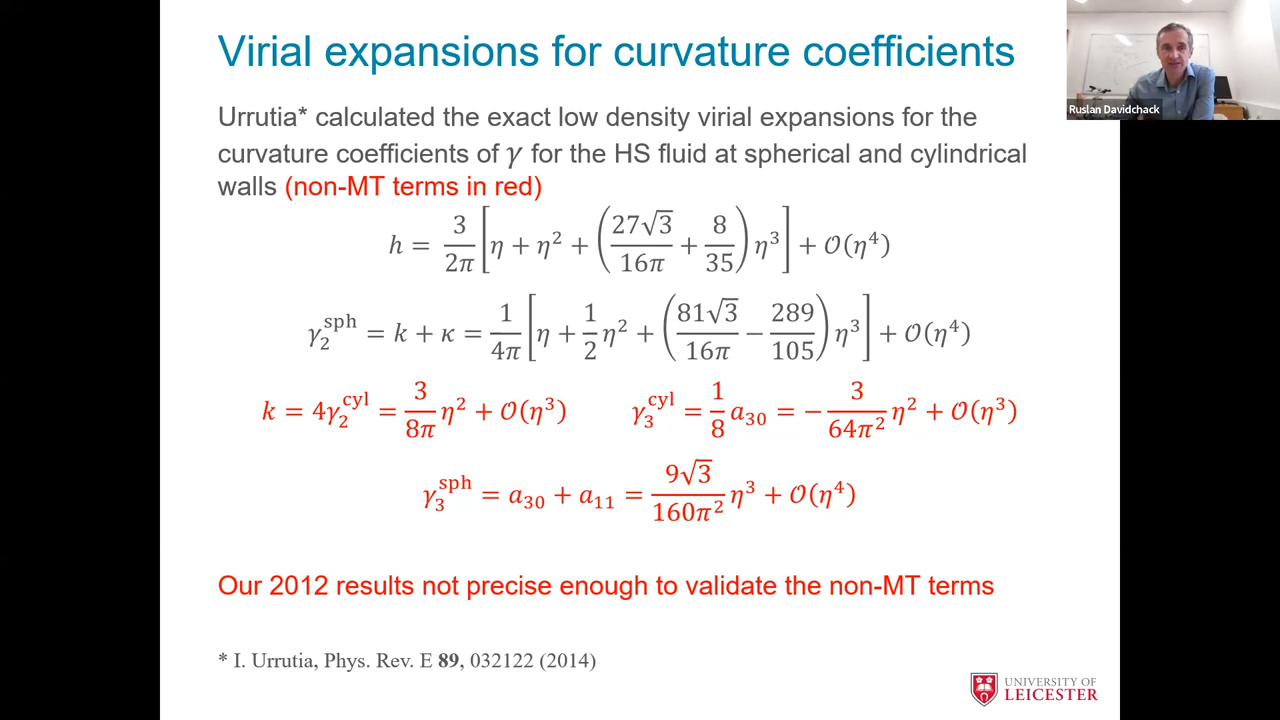 Virial expansions for curvature coefficients
Ruslan Davidchack
Urrutia* calculated the exact low density virial expansions for the
curvature coefficients of γ for the HS fluid at spherical and cylindrical
walls (non-MT terms in red)
h = 3/2π [η + η² + (27√3/16π + 8/35) η³] + 𝒪(η⁴)
γ₂^sph = k + κ = 1/4π [η + 1/2 η² + (81√3/16π − 289/105) η³] + 𝒪(η⁴)
k = 4γ₂^cyl = 3/8π η² + 𝒪(η³) γ₃^cyl = 1/8 a₃₀ = − 3/64π² η² + 𝒪(η³)
γ₃^sph = a₃₀ + a₁₁ = 9√3/160π² η³ + 𝒪(η⁴)
Our 2012 results not precise enough to validate the non-MT terms
* I. Urrutia, Phys. Rev. E 89, 032122 (2014)
UNIVERSITY OF
LEICESTER